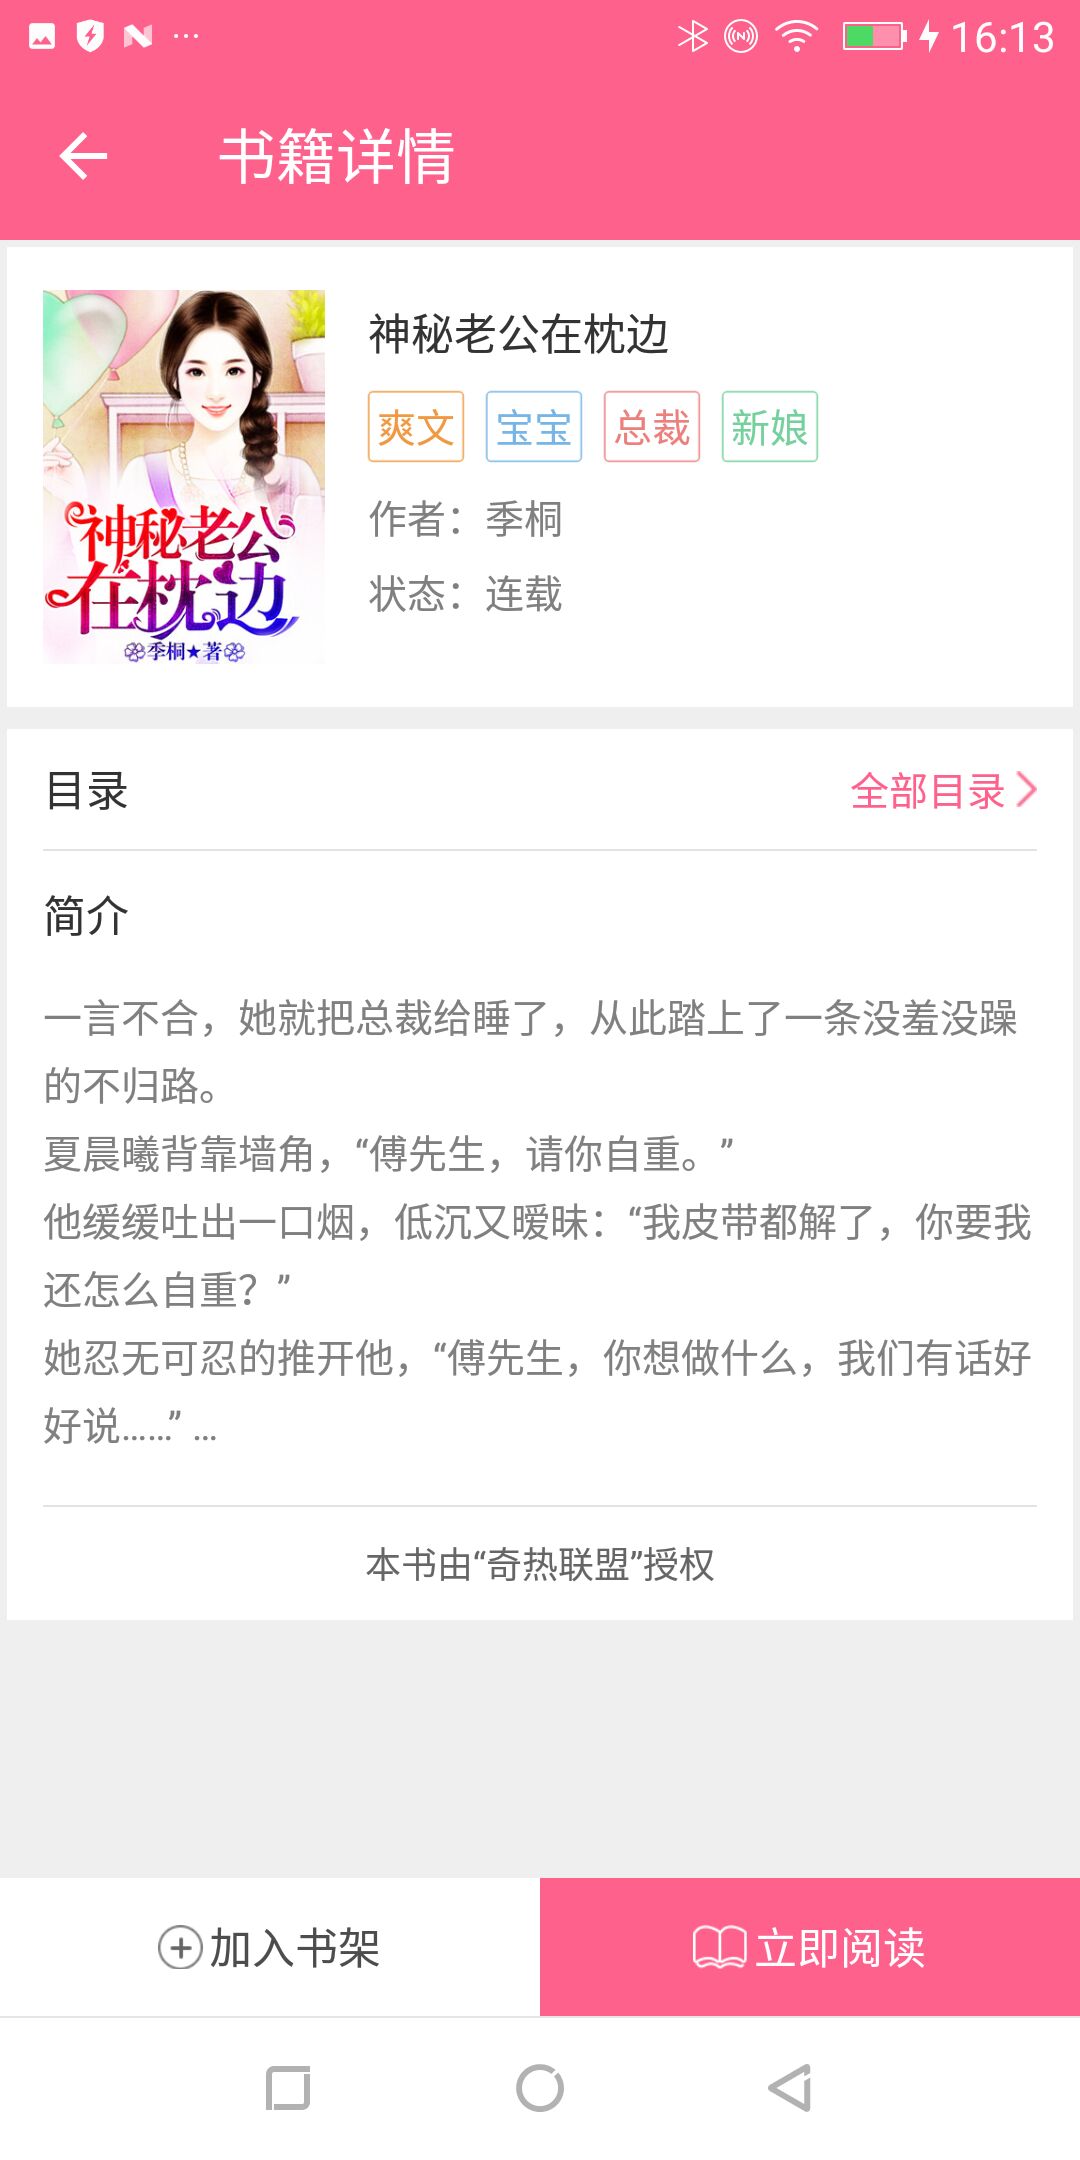 16:13
书籍详情
神秘老公在枕边
爽文 宝宝 总裁 新娘
作者：季桐
状态：连载
神秘老公
在枕边
季桐★著
目录
全部目录
简介
一言不合，她就把总裁给睡了，从此踏上了一条没羞没躁
的不归路。
夏晨曦背靠墙角，“傅先生，请你自重。”
他缓缓吐出一口烟，低沉又暧昧：“我皮带都解了，你要我
还怎么自重？”
她忍无可忍的推开他，“傅先生，你想做什么，我们有话好
好说……” ...
本书由“奇热联盟”授权
加入书架
立即阅读